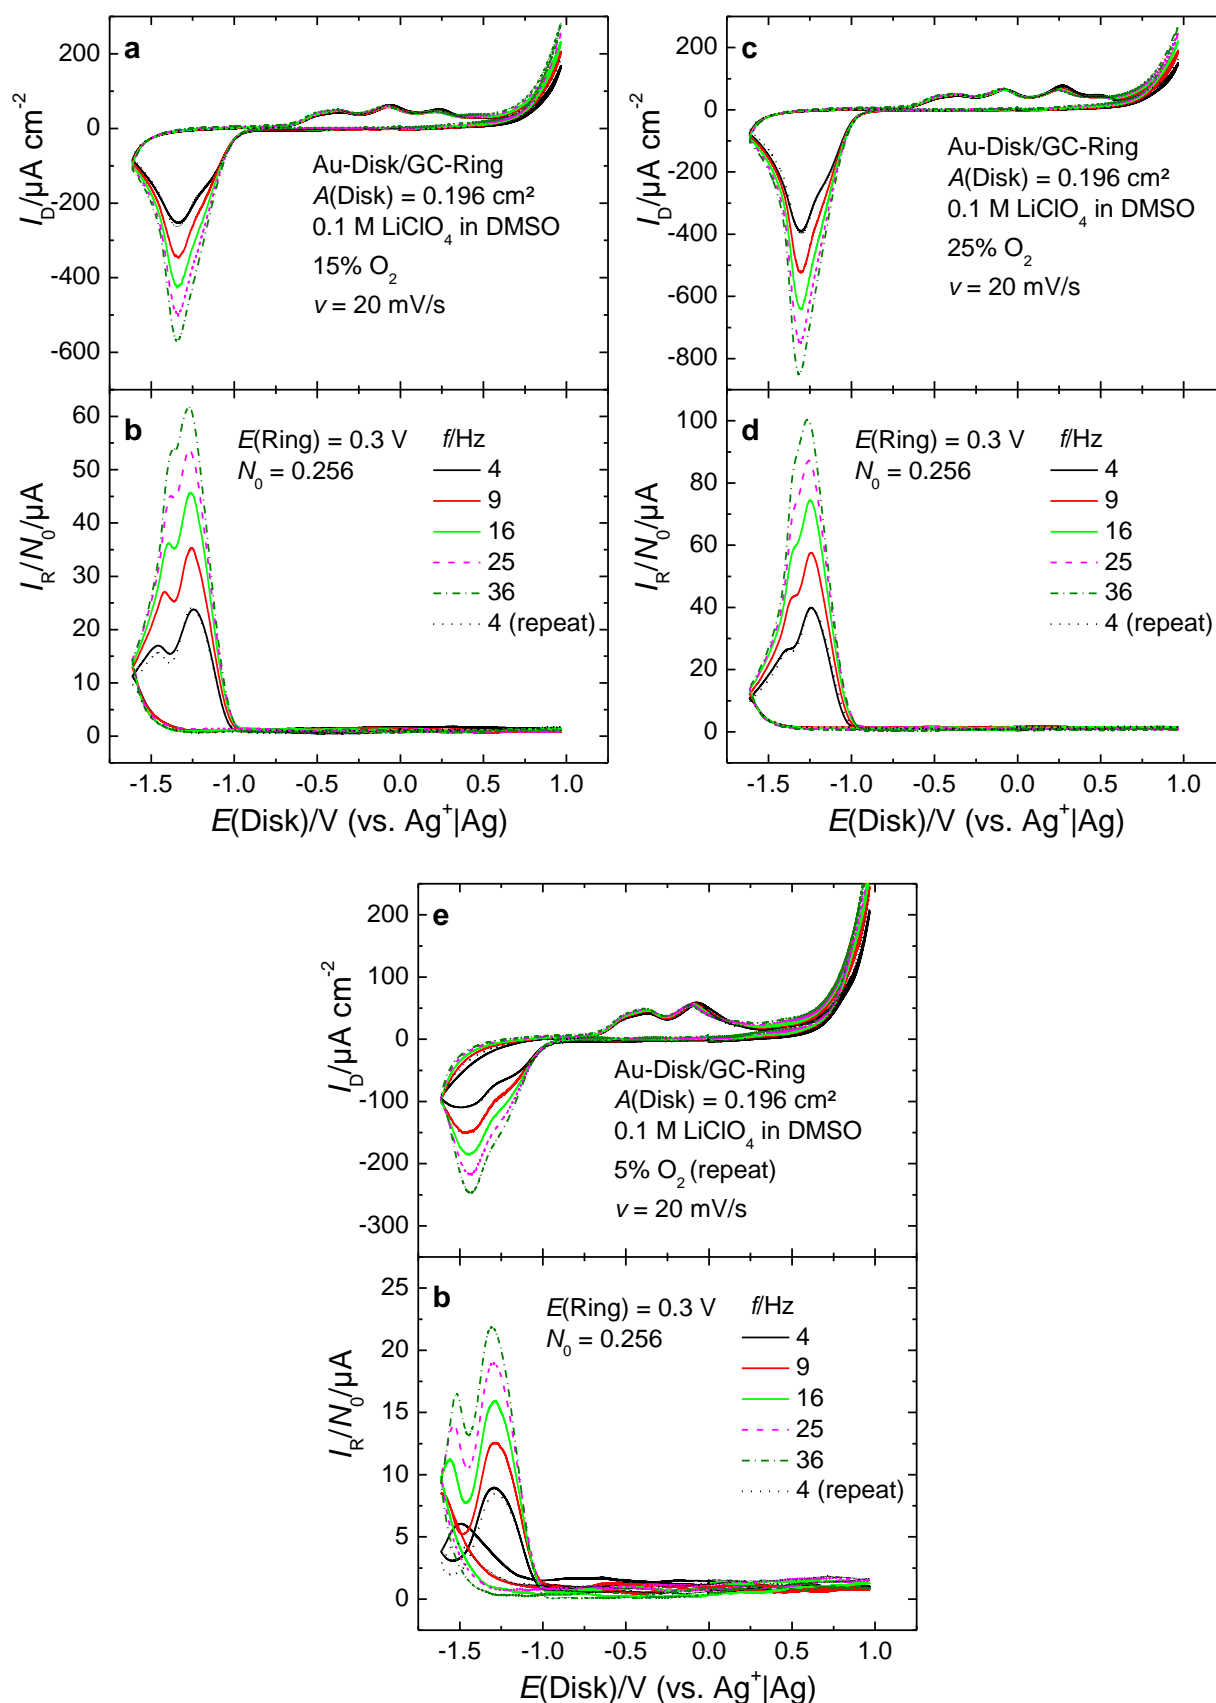 a
200
0
-200
-400
-600
I_D/µA cm⁻²
Au-Disk/GC-Ring
A(Disk) = 0.196 cm²
0.1 M LiClO₄ in DMSO
15% O₂
v = 20 mV/s
b
60
50
40
30
20
10
0
I_R/N₀/µA
E(Ring) = 0.3 V
N₀ = 0.256
f/Hz
4
9
16
25
36
4 (repeat)
-1.5 -1.0 -0.5 0.0 0.5 1.0
E(Disk)/V (vs. Ag⁺|Ag)
c
200
0
-200
-400
-600
-800
I_D/µA cm⁻²
Au-Disk/GC-Ring
A(Disk) = 0.196 cm²
0.1 M LiClO₄ in DMSO
25% O₂
v = 20 mV/s
d
100
80
60
40
20
0
I_R/N₀/µA
E(Ring) = 0.3 V
N₀ = 0.256
f/Hz
4
9
16
25
36
4 (repeat)
-1.5 -1.0 -0.5 0.0 0.5 1.0
E(Disk)/V (vs. Ag⁺|Ag)
e
200
100
0
-100
-200
-300
I_D/µA cm⁻²
Au-Disk/GC-Ring
A(Disk) = 0.196 cm²
0.1 M LiClO₄ in DMSO
5% O₂ (repeat)
v = 20 mV/s
b
25
20
15
10
5
0
I_R/N₀/µA
E(Ring) = 0.3 V
N₀ = 0.256
f/Hz
4
9
16
25
36
4 (repeat)
-1.5 -1.0 -0.5 0.0 0.5 1.0
E(Disk)/V (vs. Ag⁺|Ag)